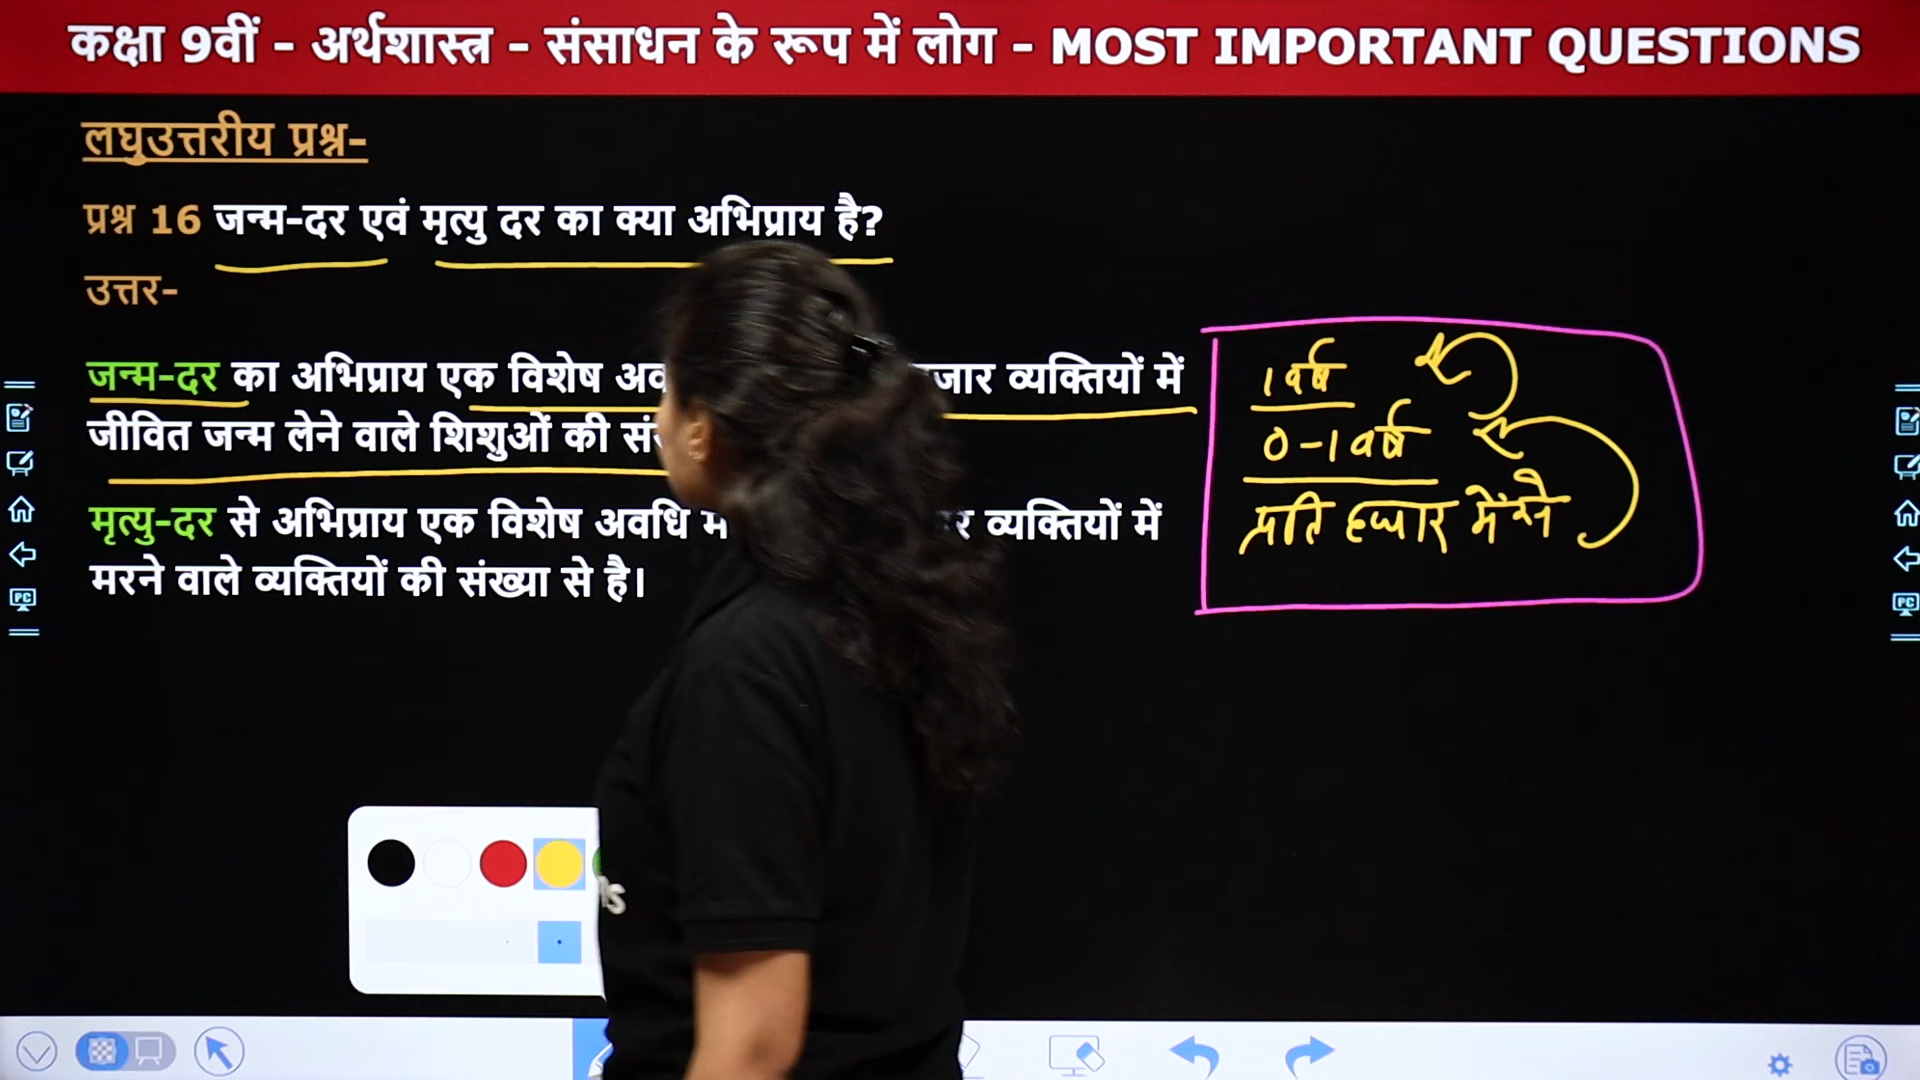 कक्षा 9वीं - अर्थशास्त्र - संसाधन के रूप में लोग - MOST IMPORTANT QUESTIONS
लघुउत्तरीय प्रश्न-
प्रश्न 16 जन्म-दर एवं मृत्यु दर का क्या अभिप्राय है?
उत्तर-
जन्म-दर का अभिप्राय एक विशेष व्यक्तियों में
जीवित जन्म लेने वाले शिशुओं की
मृत्यु-दर से अभिप्राय एक विशेष अवधि व्यक्तियों में
मरने वाले व्यक्तियों की संख्या से है।
1 वर्ष
0-1 वर्ष
प्रति हजार में से
PC
PC